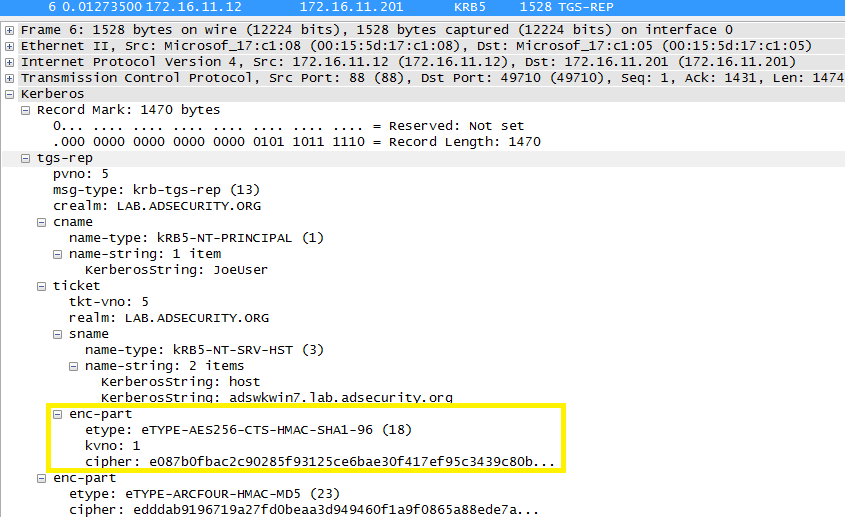 6 0.01273500 172.16.11.12 172.16.11.201 KRB5 1528 TGS-REP
Frame 6: 1528 bytes on wire (12224 bits), 1528 bytes captured (12224 bits) on interface 0
Ethernet II, Src: Microsof_17:c1:08 (00:15:5d:17:c1:08), Dst: Microsof_17:c1:05 (00:15:5d:17:c1:05)
Internet Protocol Version 4, Src: 172.16.11.12 (172.16.11.12), Dst: 172.16.11.201 (172.16.11.201)
Transmission Control Protocol, Src Port: 88 (88), Dst Port: 49710 (49710), Seq: 1, Ack: 1431, Len: 1474
Kerberos
Record Mark: 1470 bytes
0... .... .... .... .... .... .... .... = Reserved: Not set
.000 0000 0000 0000 0000 0101 1011 1110 = Record Length: 1470
tgs-rep
pvno: 5
msg-type: krb-tgs-rep (13)
crealm: LAB.ADSECURITY.ORG
cname
name-type: kRB5-NT-PRINCIPAL (1)
name-string: 1 item
KerberosString: JoeUser
ticket
tkt-vno: 5
realm: LAB.ADSECURITY.ORG
sname
name-type: kRB5-NT-SRV-HST (3)
name-string: 2 items
KerberosString: host
KerberosString: adswkwin7.lab.adsecurity.org
enc-part
etype: eTYPE-AES256-CTS-HMAC-SHA1-96 (18)
kvno: 1
cipher: e087b0fbac2c90285f93125ce6bae30f417ef95c3439c80b...
enc-part
etype: eTYPE-ARCFOUR-HMAC-MD5 (23)
cipher: edddab9196719a27fd0beaa3d949460f1a9f0865a88ede7a...